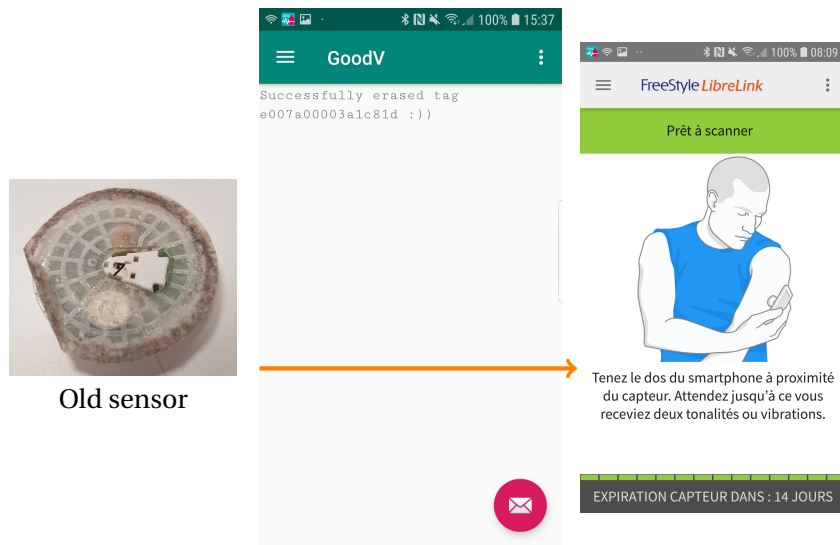 Old sensor
100% 15:37
GoodV
Successfully erased tag
e007a00003a1c81d :))
100% 08:09
FreeStyle LibreLink
Prêt à scanner
Tenez le dos du smartphone à proximité
du capteur. Attendez jusqu'à ce vous
receviez deux tonalités ou vibrations.
EXPIRATION CAPTEUR DANS : 14 JOURS